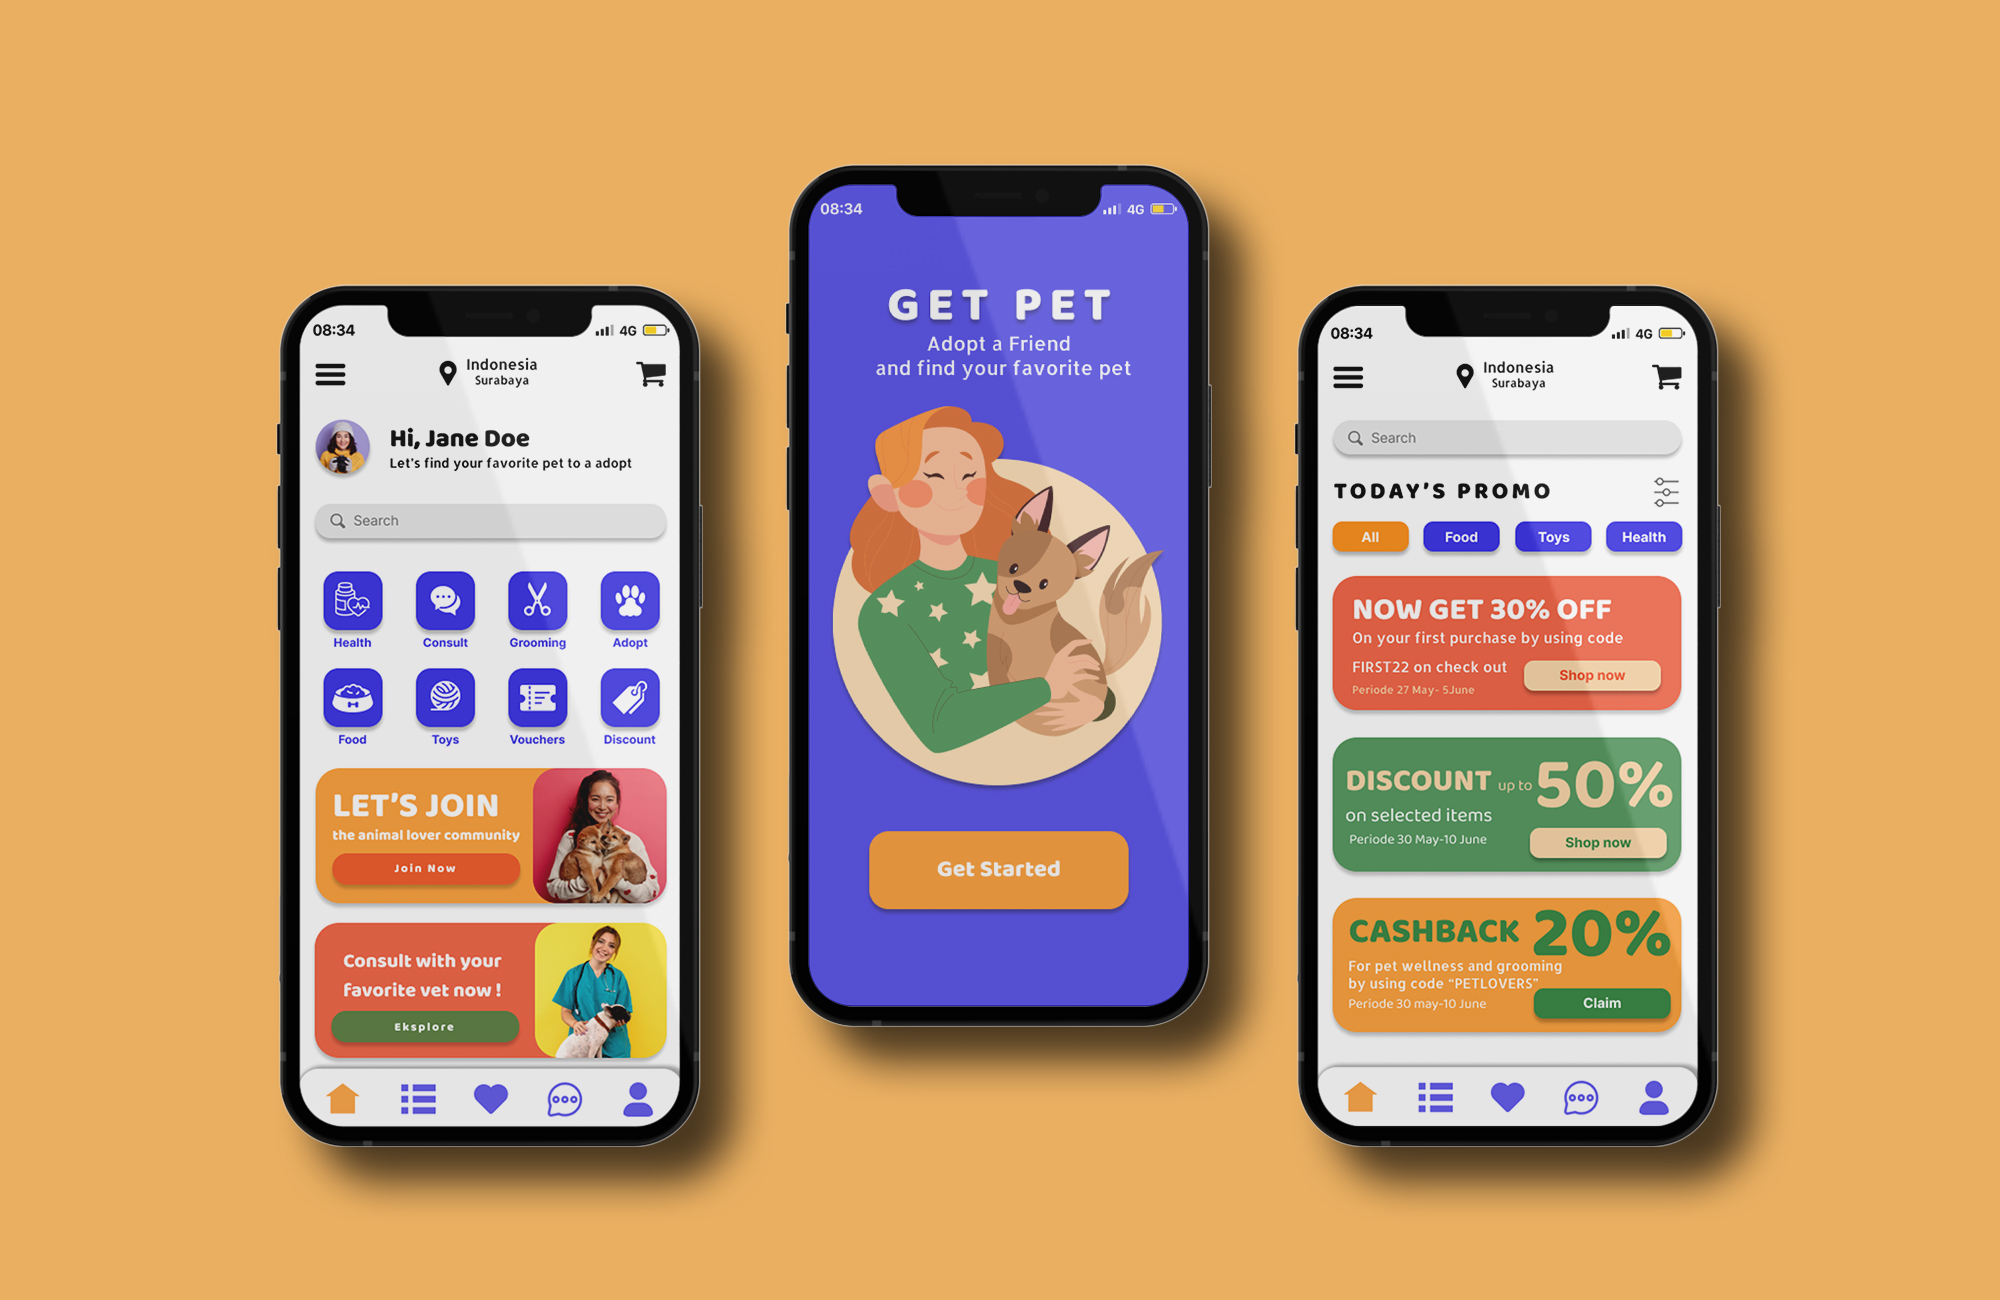 08:34
4G
Indonesia
Surabaya
Hi, Jane Doe
Let's find your favorite pet to a adopt
Search
Health Consult Grooming Adopt
Food Toys Vouchers Discount
LET'S JOIN
the animal lover community
Join Now
Consult with your
favorite vet now !
Eksplore
08:34
4G
GET PET
Adopt a Friend
and find your favorite pet
Get Started
08:34
4G
Indonesia
Surabaya
Search
TODAY'S PROMO
All Food Toys Health
NOW GET 30% OFF
On your first purchase by using code
FIRST22 on check out
Shop now
Periode 27 May- 5June
DISCOUNT up to 50%
on selected items
Periode 30 May-10 June
Shop now
CASHBACK 20%
For pet wellness and grooming
by using code "PETLOVERS"
Periode 30 may-10 June
Claim